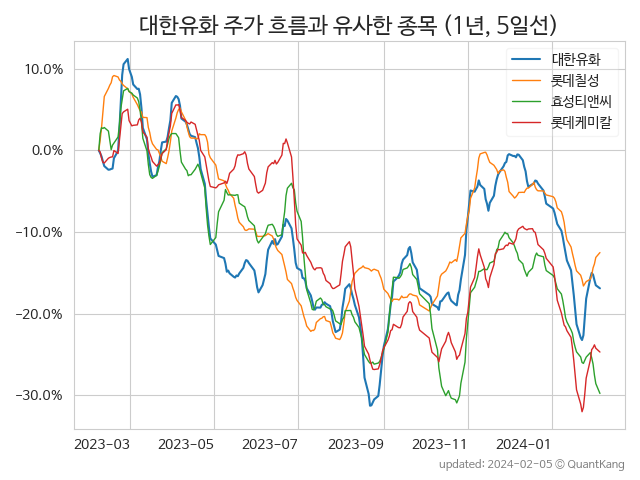 대한유화 주가 흐름과 유사한 종목 (1년, 5일선)
대한유화
롯데칠성
효성티앤씨
롯데케미칼
10.0%
0.0%
−10.0%
−20.0%
−30.0%
2023-03 2023-05 2023-07 2023-09 2023-11 2024-01
updated: 2024-02-05 © QuantKang